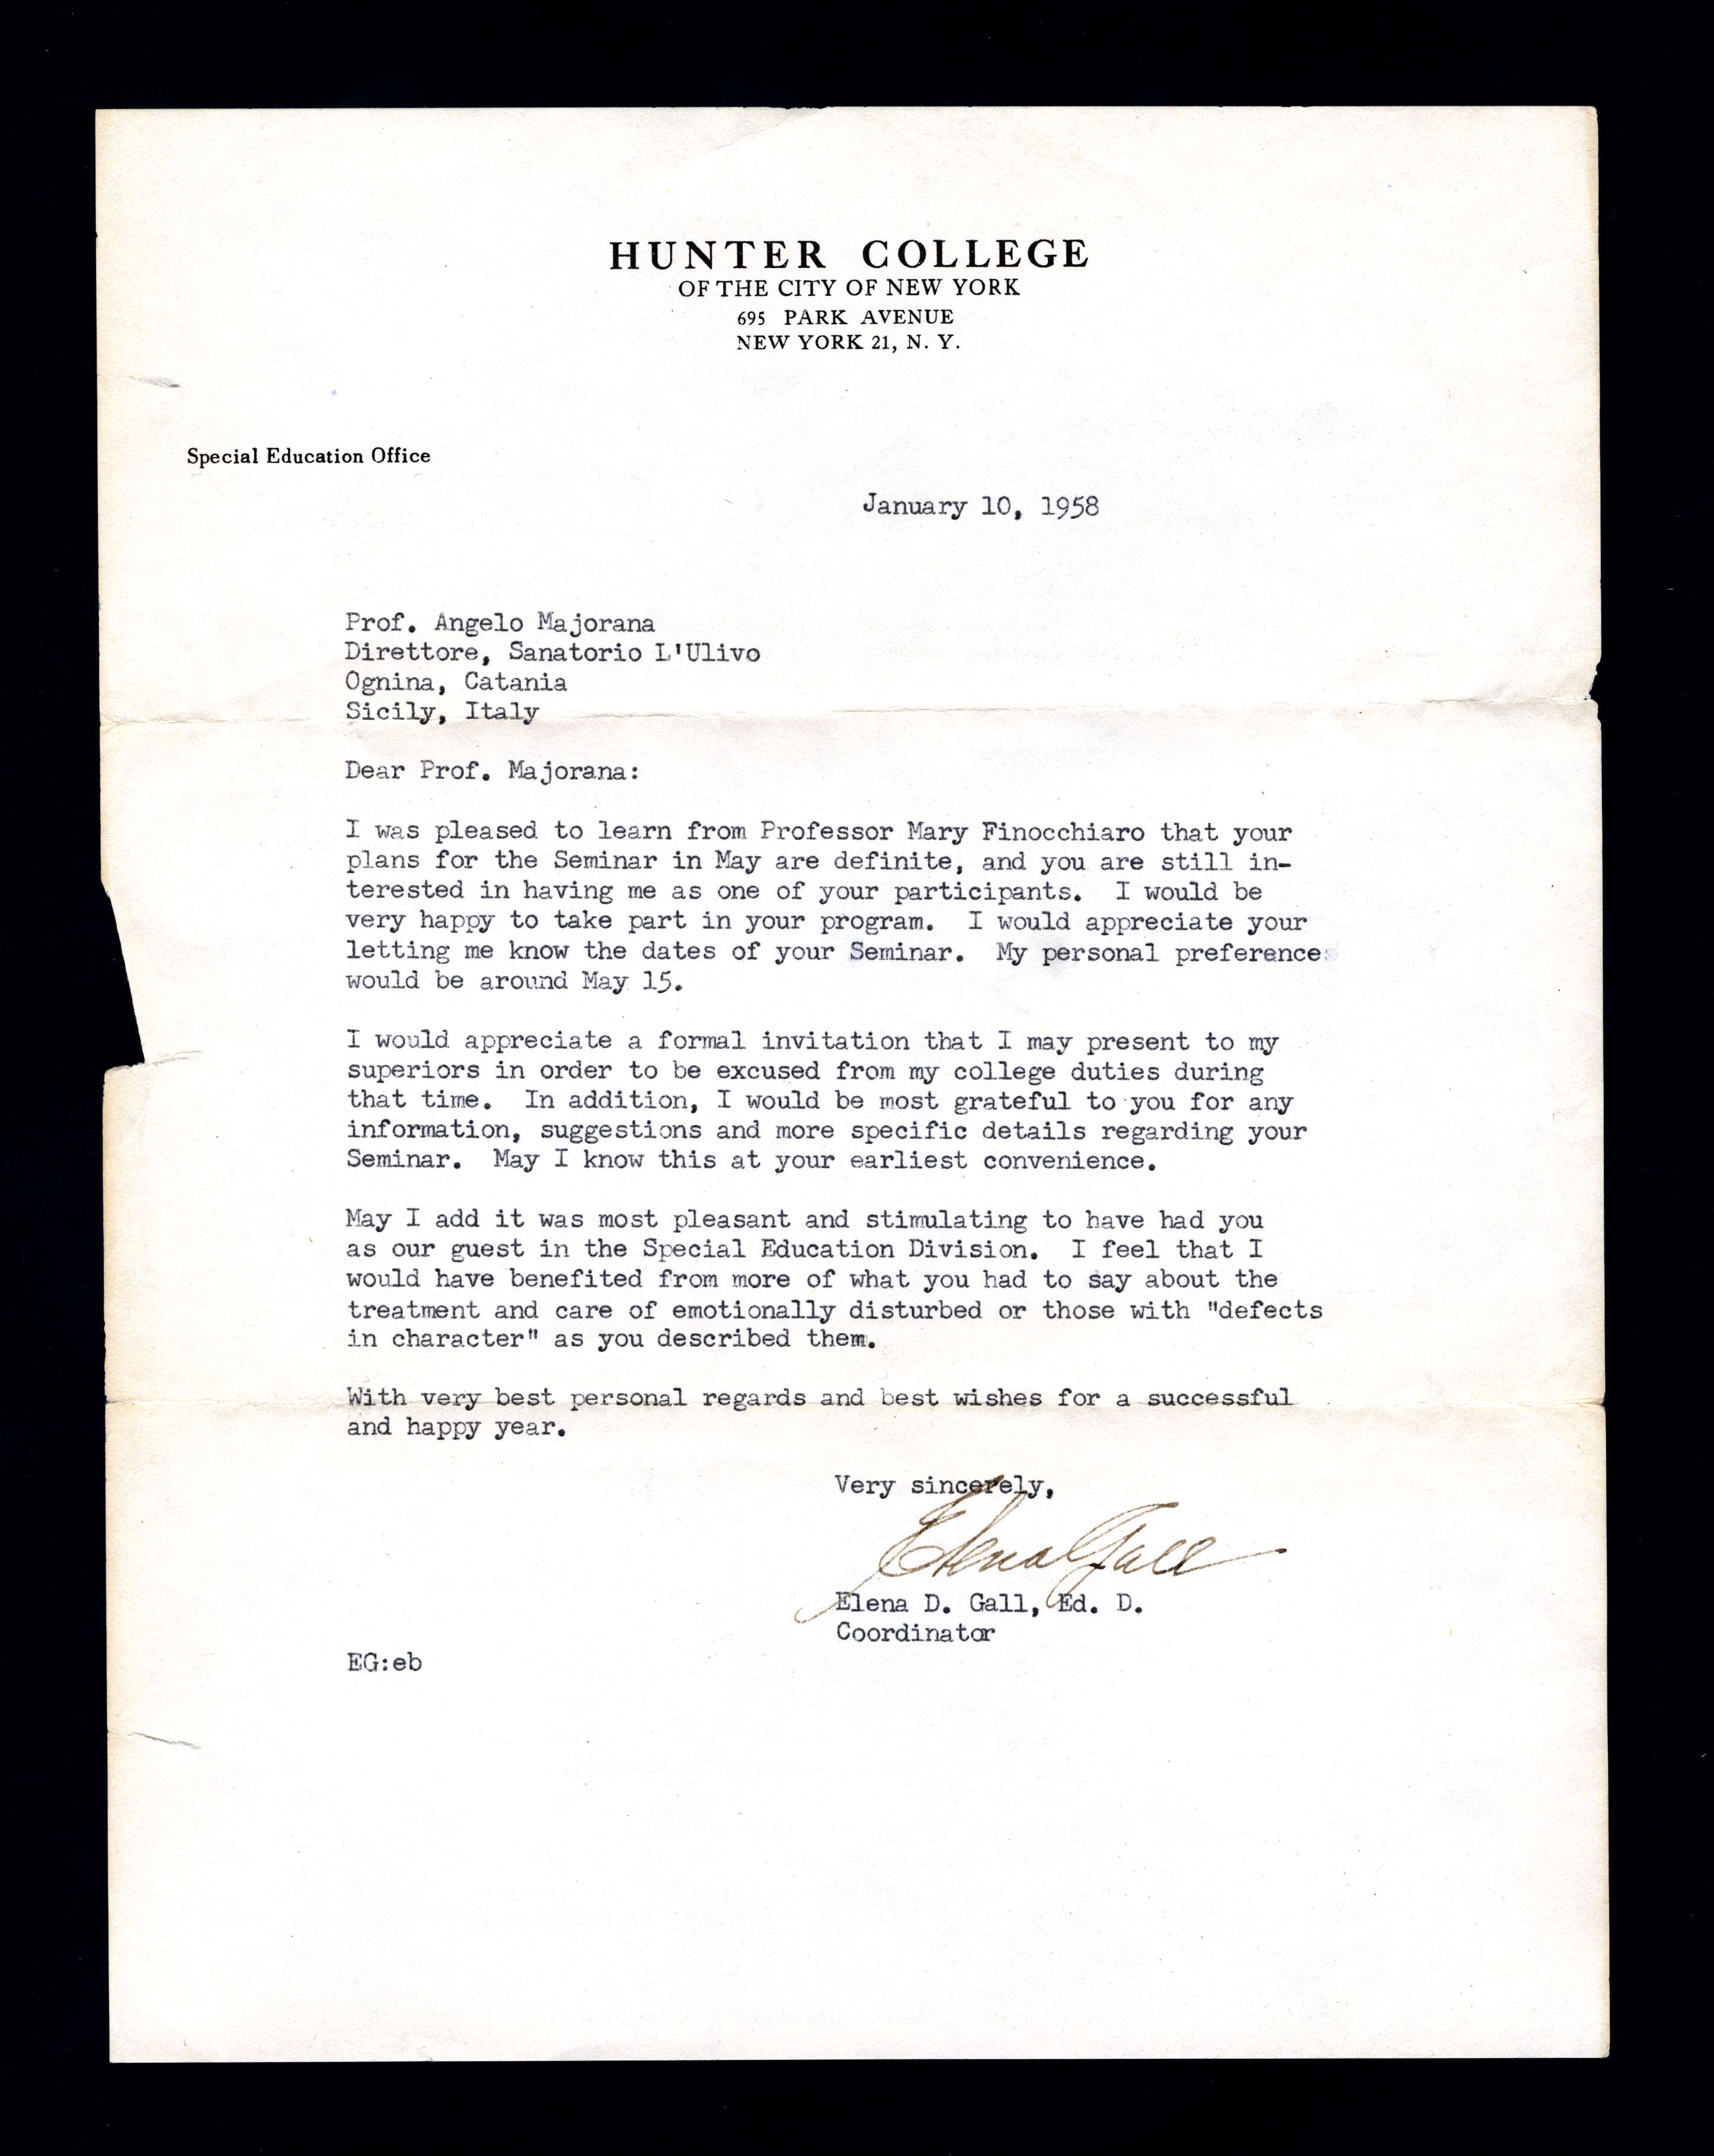 HUNTER COLLEGE
OF THE CITY OF NEW YORK
695 PARK AVENUE
NEW YORK 21, N. Y.
Special Education Office
January 10, 1958
Prof. Angelo Majorana
Direttore, Sanatorio L'Ulivo
Ognina, Catania
Sicily, Italy
Dear Prof. Majorana:
I was pleased to learn from Professor Mary Finocchiaro that your
plans for the Seminar in May are definite, and you are still in-
terested in having me as one of your participants. I would be
very happy to take part in your program. I would appreciate your
letting me know the dates of your Seminar. My personal preferences
would be around May 15.
I would appreciate a formal invitation that I may present to my
superiors in order to be excused from my college duties during
that time. In addition, I would be most grateful to you for any
information, suggestions and more specific details regarding your
Seminar. May I know this at your earliest convenience.
May I add it was most pleasant and stimulating to have had you
as our guest in the Special Education Division. I feel that I
would have benefited from more of what you had to say about the
treatment and care of emotionally disturbed or those with "defects
in character" as you described them.
With very best personal regards and best wishes for a successful
and happy year.
Very sincerely,
Elena Gall
Elena D. Gall, Ed. D.
Coordinator
EG:eb